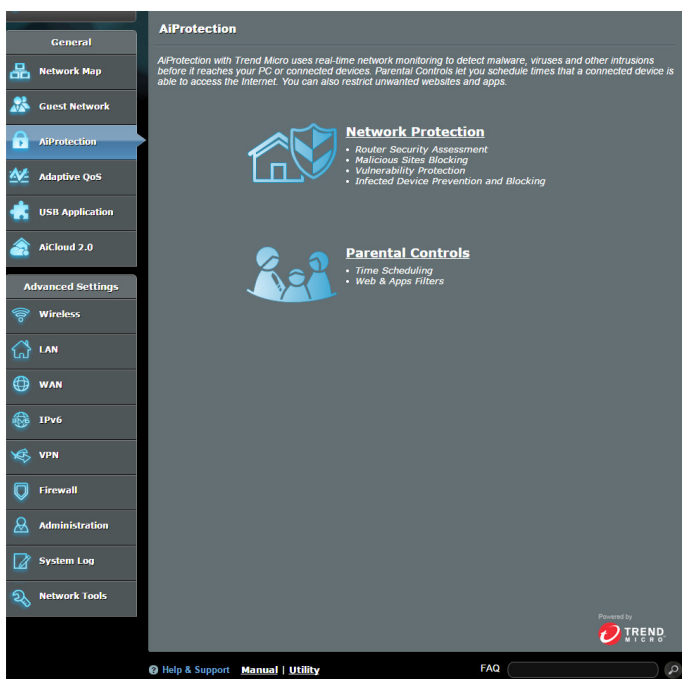 General
Network Map
Guest Network
AiProtection
Adaptive QoS
USB Application
AiCloud 2.0
Advanced Settings
Wireless
LAN
WAN
IPv6
VPN
Firewall
Administration
System Log
Network Tools
AiProtection
AiProtection with Trend Micro uses real-time network monitoring to detect malware, viruses and other intrusions
before it reaches your PC or connected devices. Parental Controls let you schedule times that a connected device is
able to access the Internet. You can also restrict unwanted websites and apps.
Network Protection
• Router Security Assessment
• Malicious Sites Blocking
• Vulnerability Protection
• Infected Device Prevention and Blocking
Parental Controls
• Time Scheduling
• Web & Apps Filters
Powered by
TREND
MICRO
Help & Support Manual | Utility FAQ